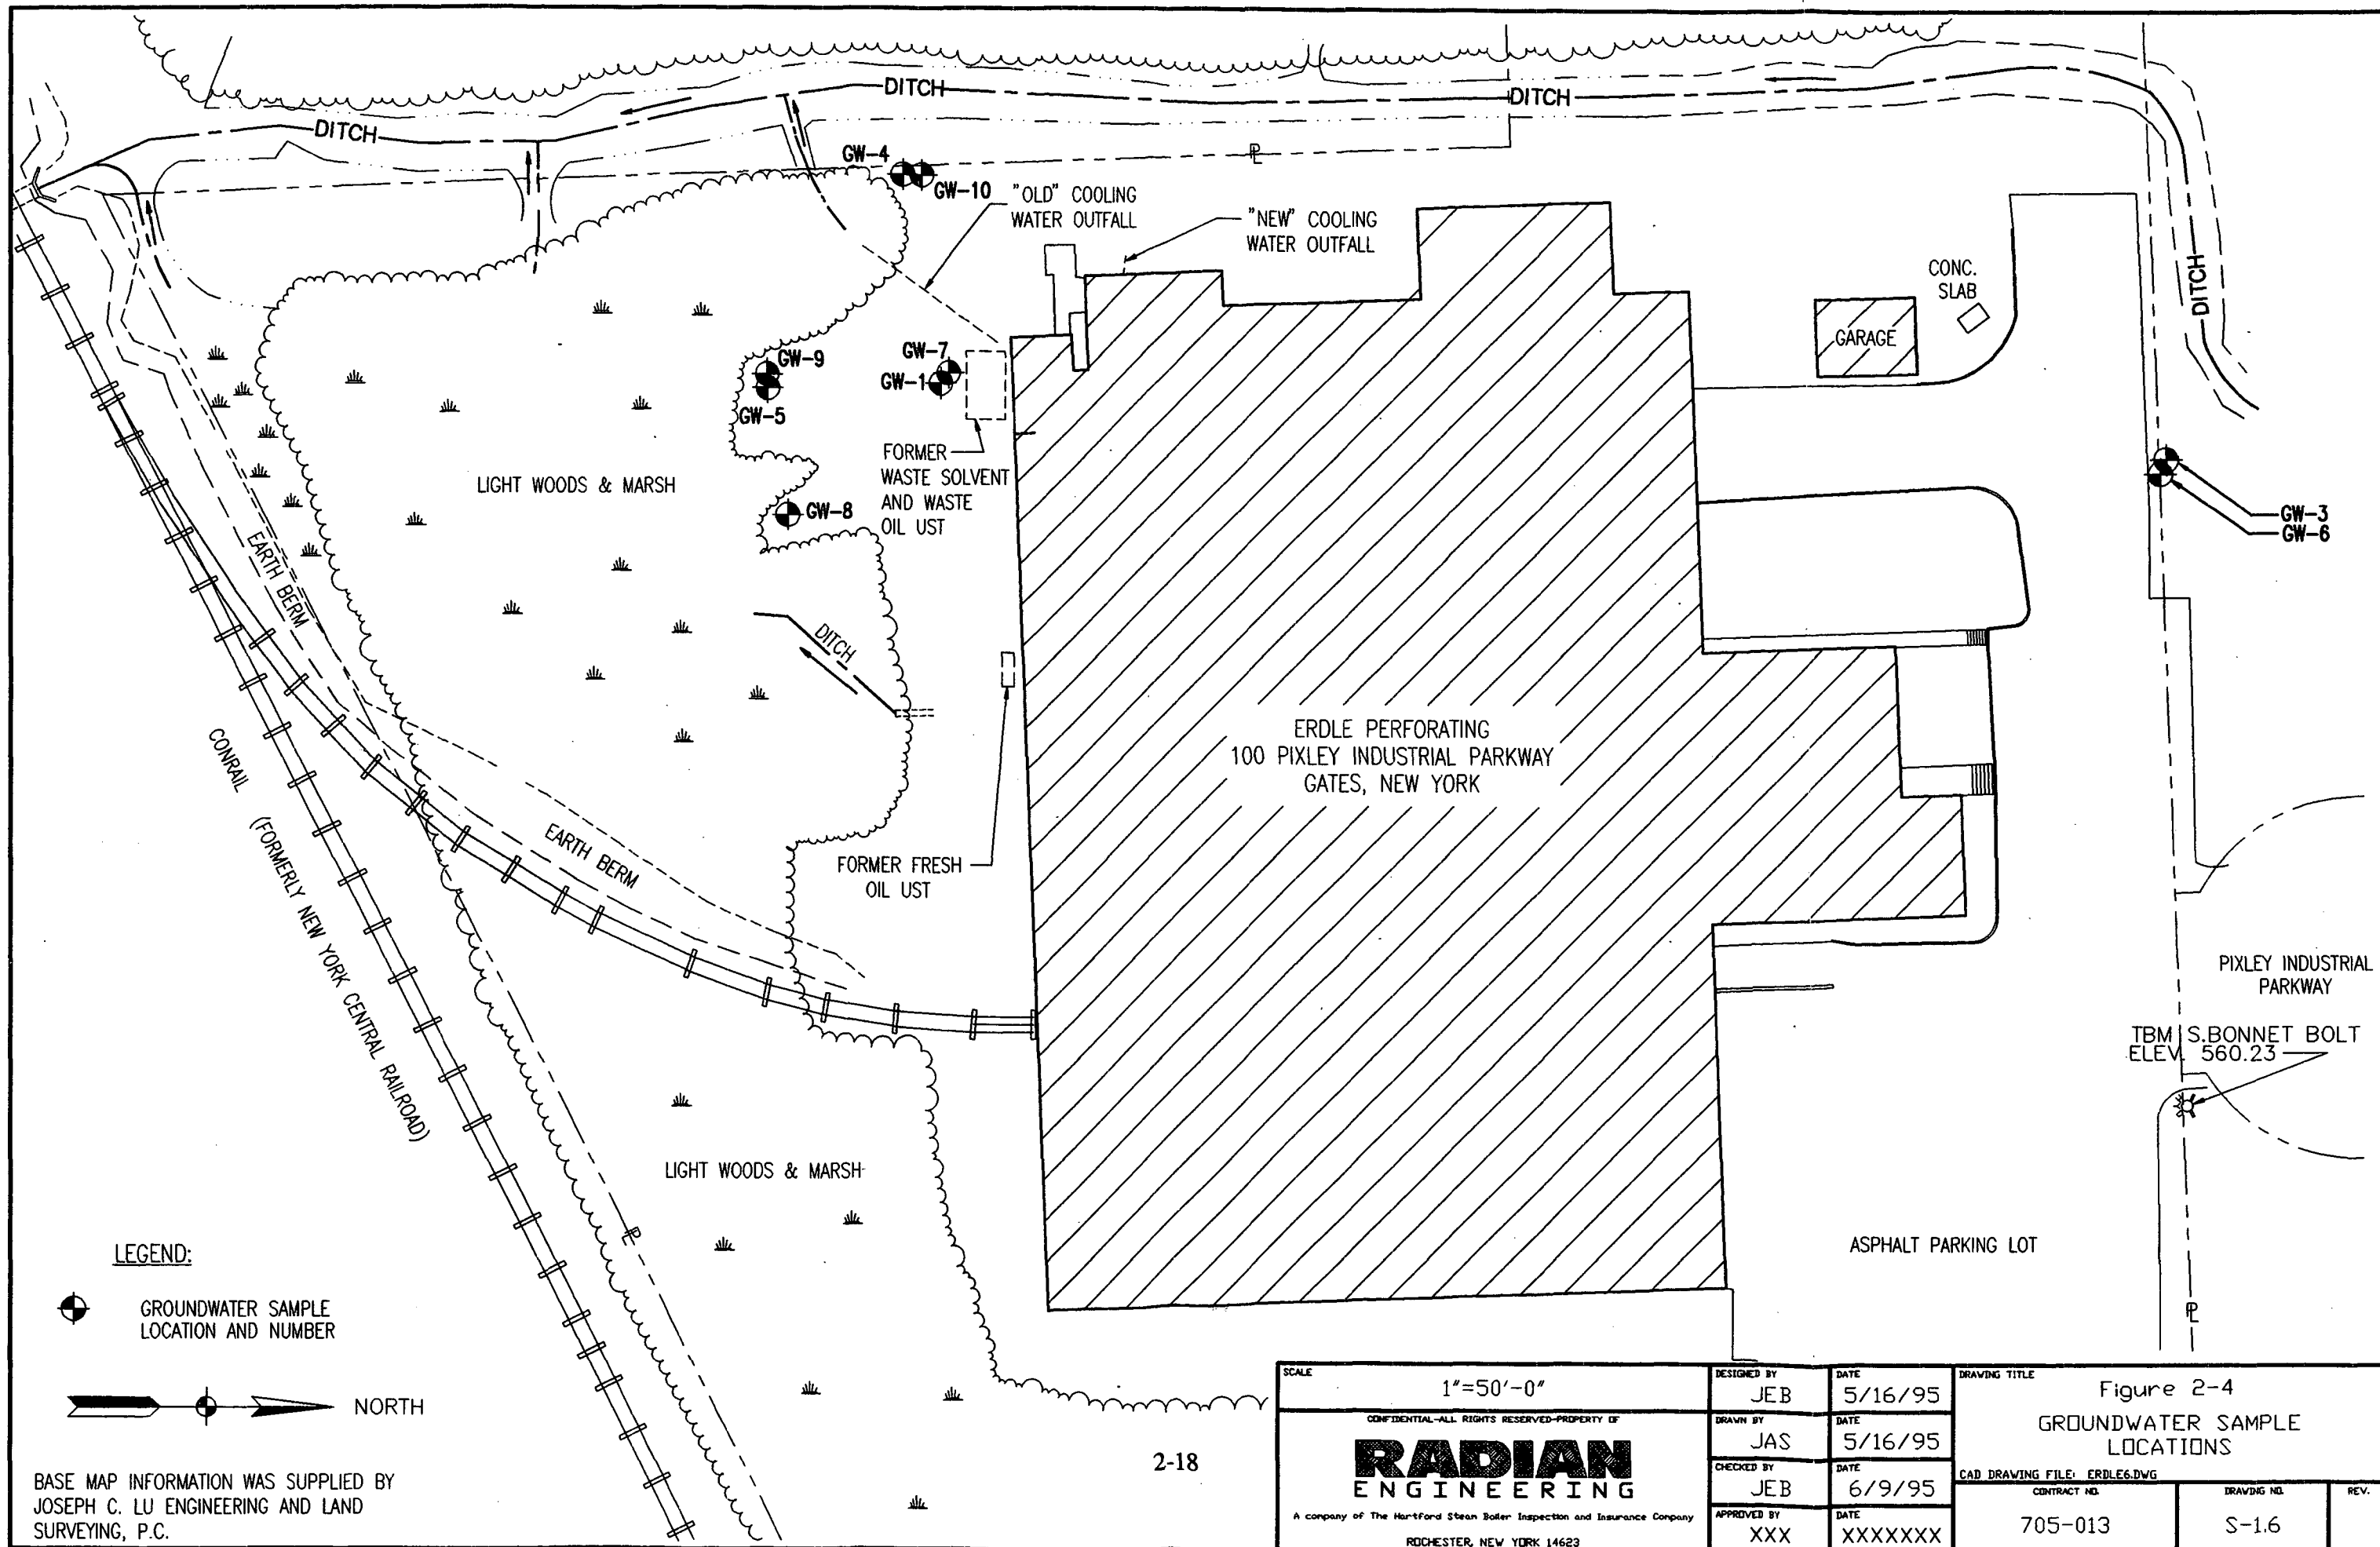 DITCH
DITCH
DITCH
DITCH
GW-4
GW-10
"OLD" COOLING
WATER OUTFALL
"NEW" COOLING
WATER OUTFALL
PL
CONC.
SLAB
GARAGE
GW-9
GW-5
GW-7
GW-1
GW-8
FORMER
WASTE SOLVENT
AND WASTE
OIL UST
GW-3
GW-6
LIGHT WOODS & MARSH
EARTH BERM
DITCH
CONRAIL (FORMERLY NEW YORK CENTRAL RAILROAD)
EARTH BERM
FORMER FRESH
OIL UST
ERDLE PERFORATING
100 PIXLEY INDUSTRIAL PARKWAY
GATES, NEW YORK
PIXLEY INDUSTRIAL
PARKWAY
TBM S.BONNET BOLT
ELEV. 560.23
LIGHT WOODS & MARSH
PL
ASPHALT PARKING LOT
PL
LEGEND:
GROUNDWATER SAMPLE
LOCATION AND NUMBER
NORTH
BASE MAP INFORMATION WAS SUPPLIED BY
JOSEPH C. LU ENGINEERING AND LAND
SURVEYING, P.C.
2-18
SCALE
1"=50'-0"
CONFIDENTIAL-ALL RIGHTS RESERVED-PROPERTY OF
RADIAN
ENGINEERING
A company of The Hartford Steam Boiler Inspection and Insurance Company
ROCHESTER, NEW YORK 14623
DESIGNED BY
JEB
DATE
5/16/95
DRAWN BY
JAS
DATE
5/16/95
CHECKED BY
JEB
DATE
6/9/95
APPROVED BY
XXX
DATE
XXXXXXX
DRAWING TITLE
Figure 2-4
GROUNDWATER SAMPLE
LOCATIONS
CAD DRAWING FILE: ERDLE6.DWG
CONTRACT NO.
705-013
DRAWING NO.
S-1.6
REV.